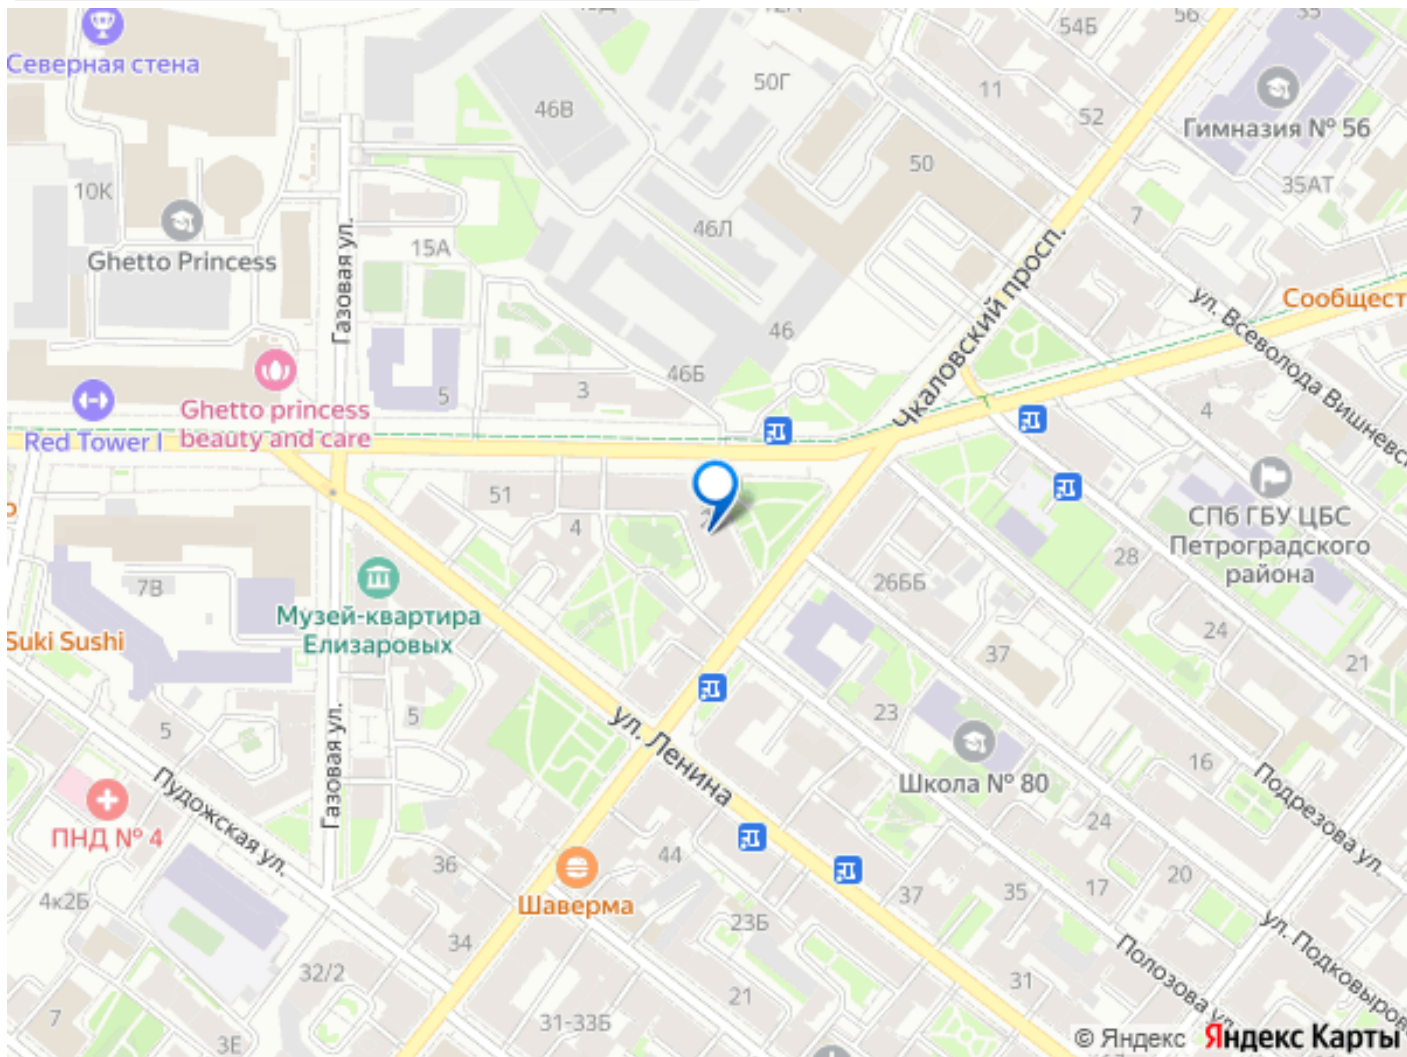 54Б
56
35
Северная стена
50Г
46В
11
52
Гимназия № 56
50
35АТ
10К
7
46Л
15А
Ghetto Princess
Газовая ул.
Чкаловский просп.
ул. Всеволода Вишневск
Сообщест
46
46Б
3
5
4
Ghetto princess
beauty and care
Red Tower I
51
4
СПб ГБУ ЦБС
Петроградского
района
28
26ББ
7В
Музей-квартира
Елизаровых
Suki Sushi
24
37
21
5
23
5
ул. Ленина
Газовая ул.
16
Школа № 80
Подрезова ул.
Пудожская ул.
ПНД № 4
24
44
36
20
17
35
37
4к2Б
Шаверма
23Б
ул. Подковыров
34
Полозова ул.
32/2
31
21
7
31-33Б
3Е
© Яндекс Яндекс Карты